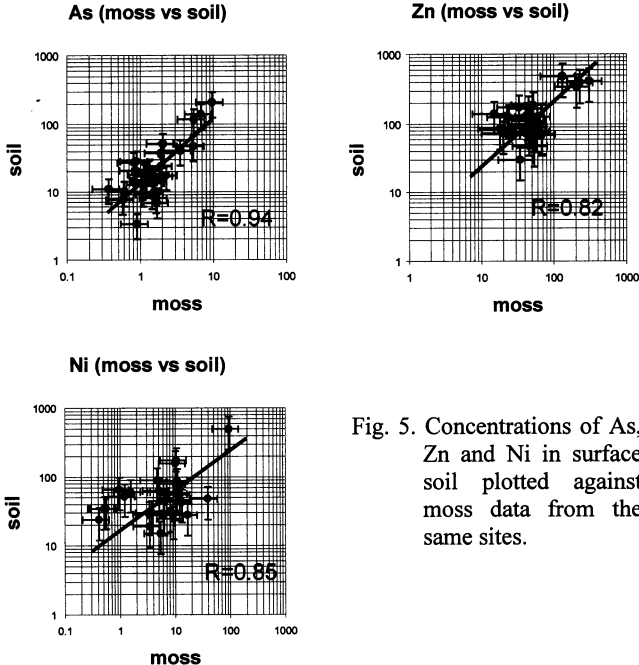 As (moss vs soil)
1000
100
10
1
soil
0.1 1 10 100
moss
R=0.94
Zn (moss vs soil)
1000
100
10
1
soil
1 10 100 1000
moss
R=0.82
Ni (moss vs soil)
1000
100
10
1
soil
0.1 1 10 100 1000
moss
R=0.85
Fig. 5. Concentrations of As,
Zn and Ni in surface
soil plotted against
moss data from the
same sites.